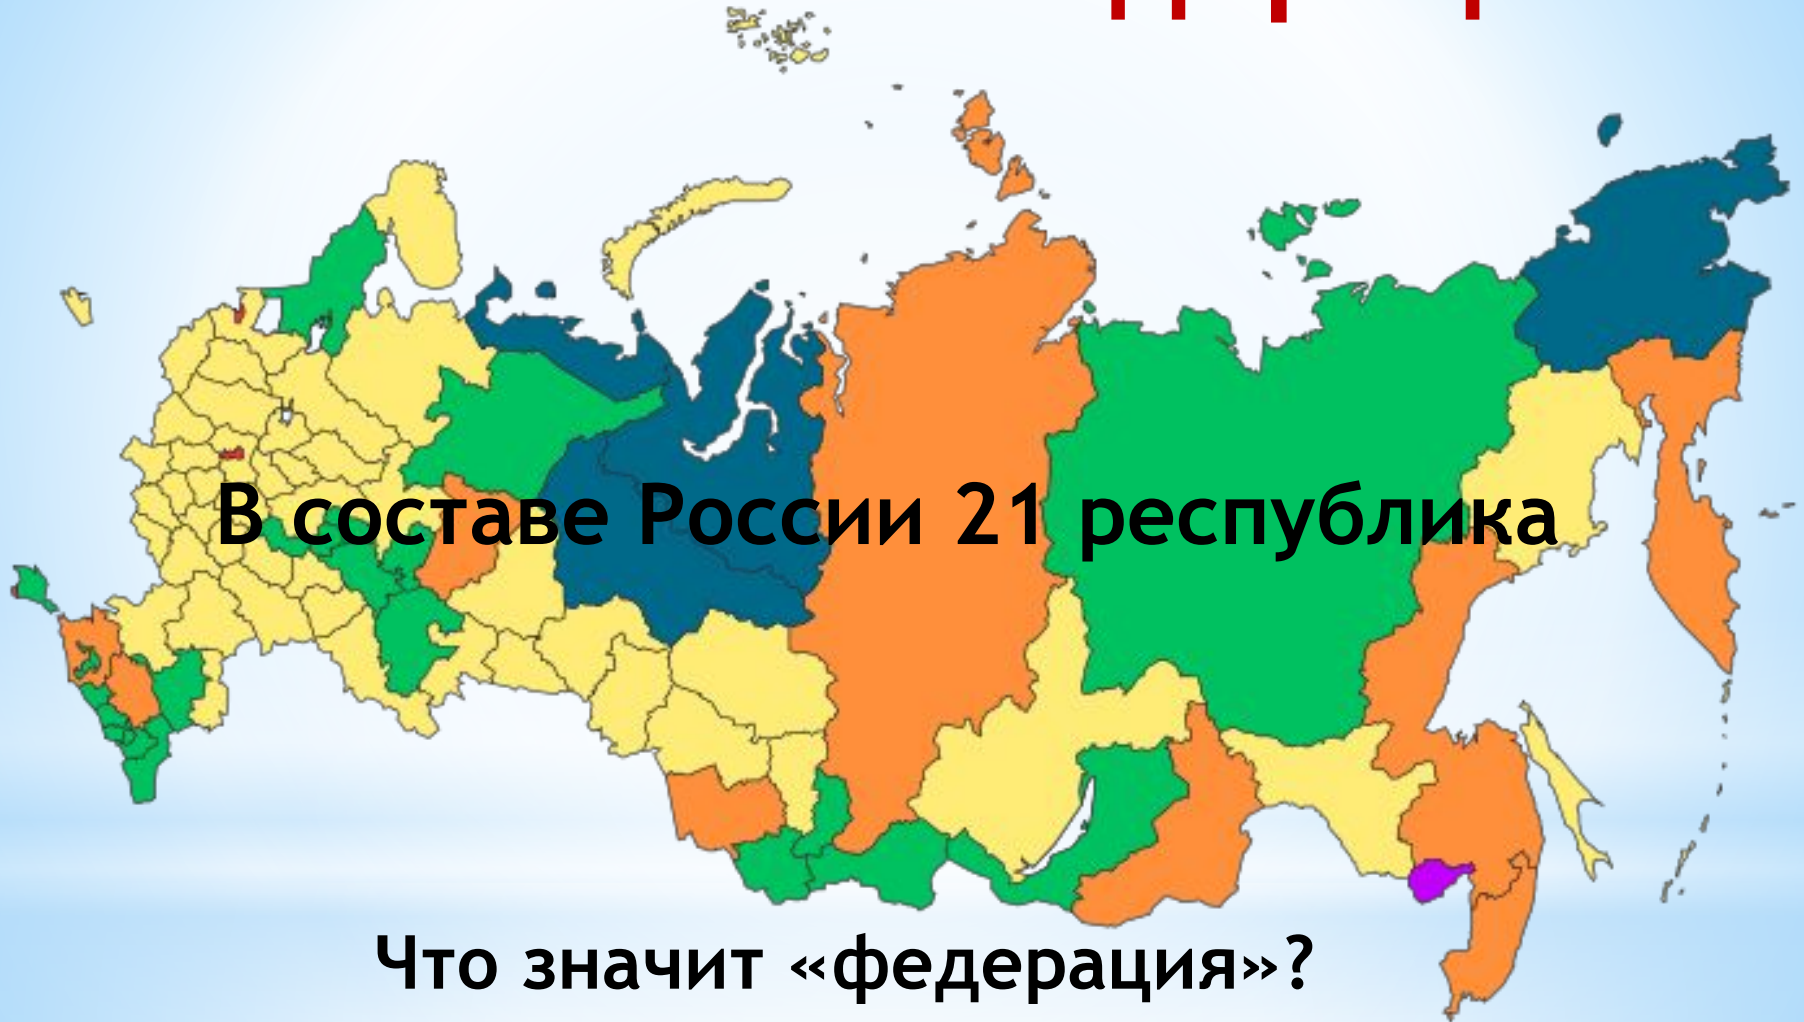 В составе России 21 республика
Что значит «федерация»?